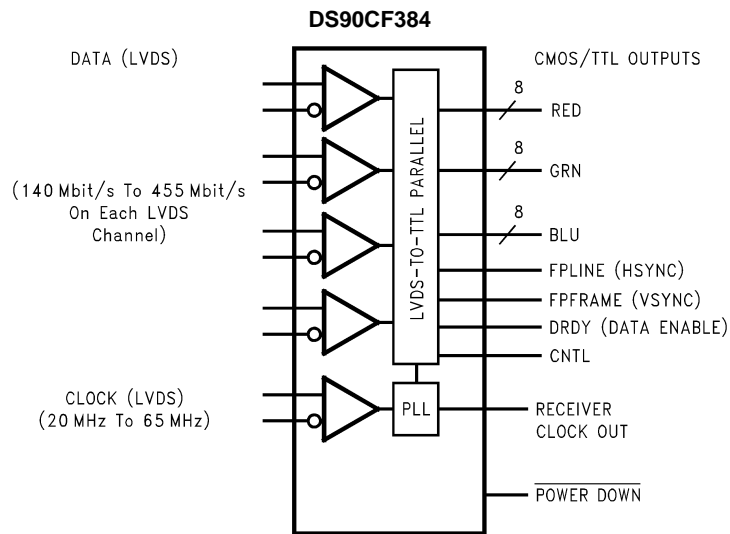 DS90CF384
DATA (LVDS)
CMOS/TTL OUTPUTS
8
RED
8
GRN
(140 Mbit/s To 455 Mbit/s
On Each LVDS
Channel)
8
BLU
LVDS-TO-TTL PARALLEL
FPLINE (HSYNC)
FPFRAME (VSYNC)
DRDY (DATA ENABLE)
CNTL
CLOCK (LVDS)
(20 MHz To 65 MHz)
PLL
RECEIVER
CLOCK OUT
POWER DOWN